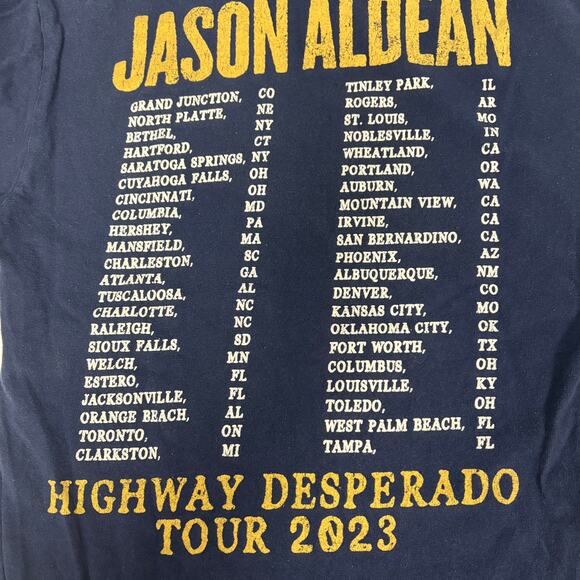 JASON ALDEAN
GRAND JUNCTION, CO
NORTH PLATTE, NE
BETHEL, NY
HARTFORD, CT
SARATOGA SPRINGS, NY
CUYAHOGA FALLS, OH
CINCINNATI, OH
COLUMBIA, MD
HERSHEY, PA
MANSFIELD, MA
CHARLESTON, SC
ATLANTA, GA
TUSCALOOSA, AL
CHARLOTTE, NC
RALEIGH, NC
SIOUX FALLS, SD
WELCH, MN
ESTERO, FL
JACKSONVILLE, FL
ORANGE BEACH, AL
TORONTO, ON
CLARKSTON, MI
TINLEY PARK, IL
ROGERS, AR
ST. LOUIS, MO
NOBLESVILLE, IN
WHEATLAND, CA
PORTLAND, OR
AUBURN, WA
MOUNTAIN VIEW, CA
IRVINE, CA
SAN BERNARDINO, CA
PHOENIX, AZ
ALBUQUERQUE, NM
DENVER, CO
KANSAS CITY, MO
OKLAHOMA CITY, OK
FORT WORTH, TX
COLUMBUS, OH
LOUISVILLE, KY
TOLEDO, OH
WEST PALM BEACH, FL
TAMPA, FL
HIGHWAY DESPERADO
TOUR 2023